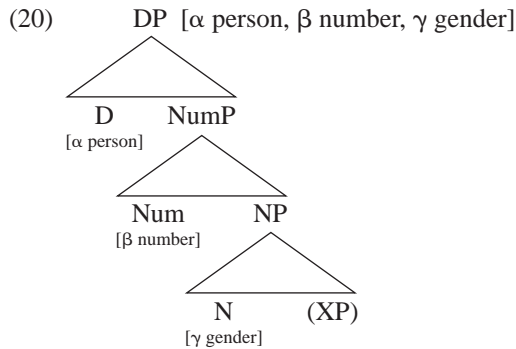 (20) DP [α person, β number, γ gender]
D NumP
[α person]
Num NP
[β number]
N (XP)
[γ gender]